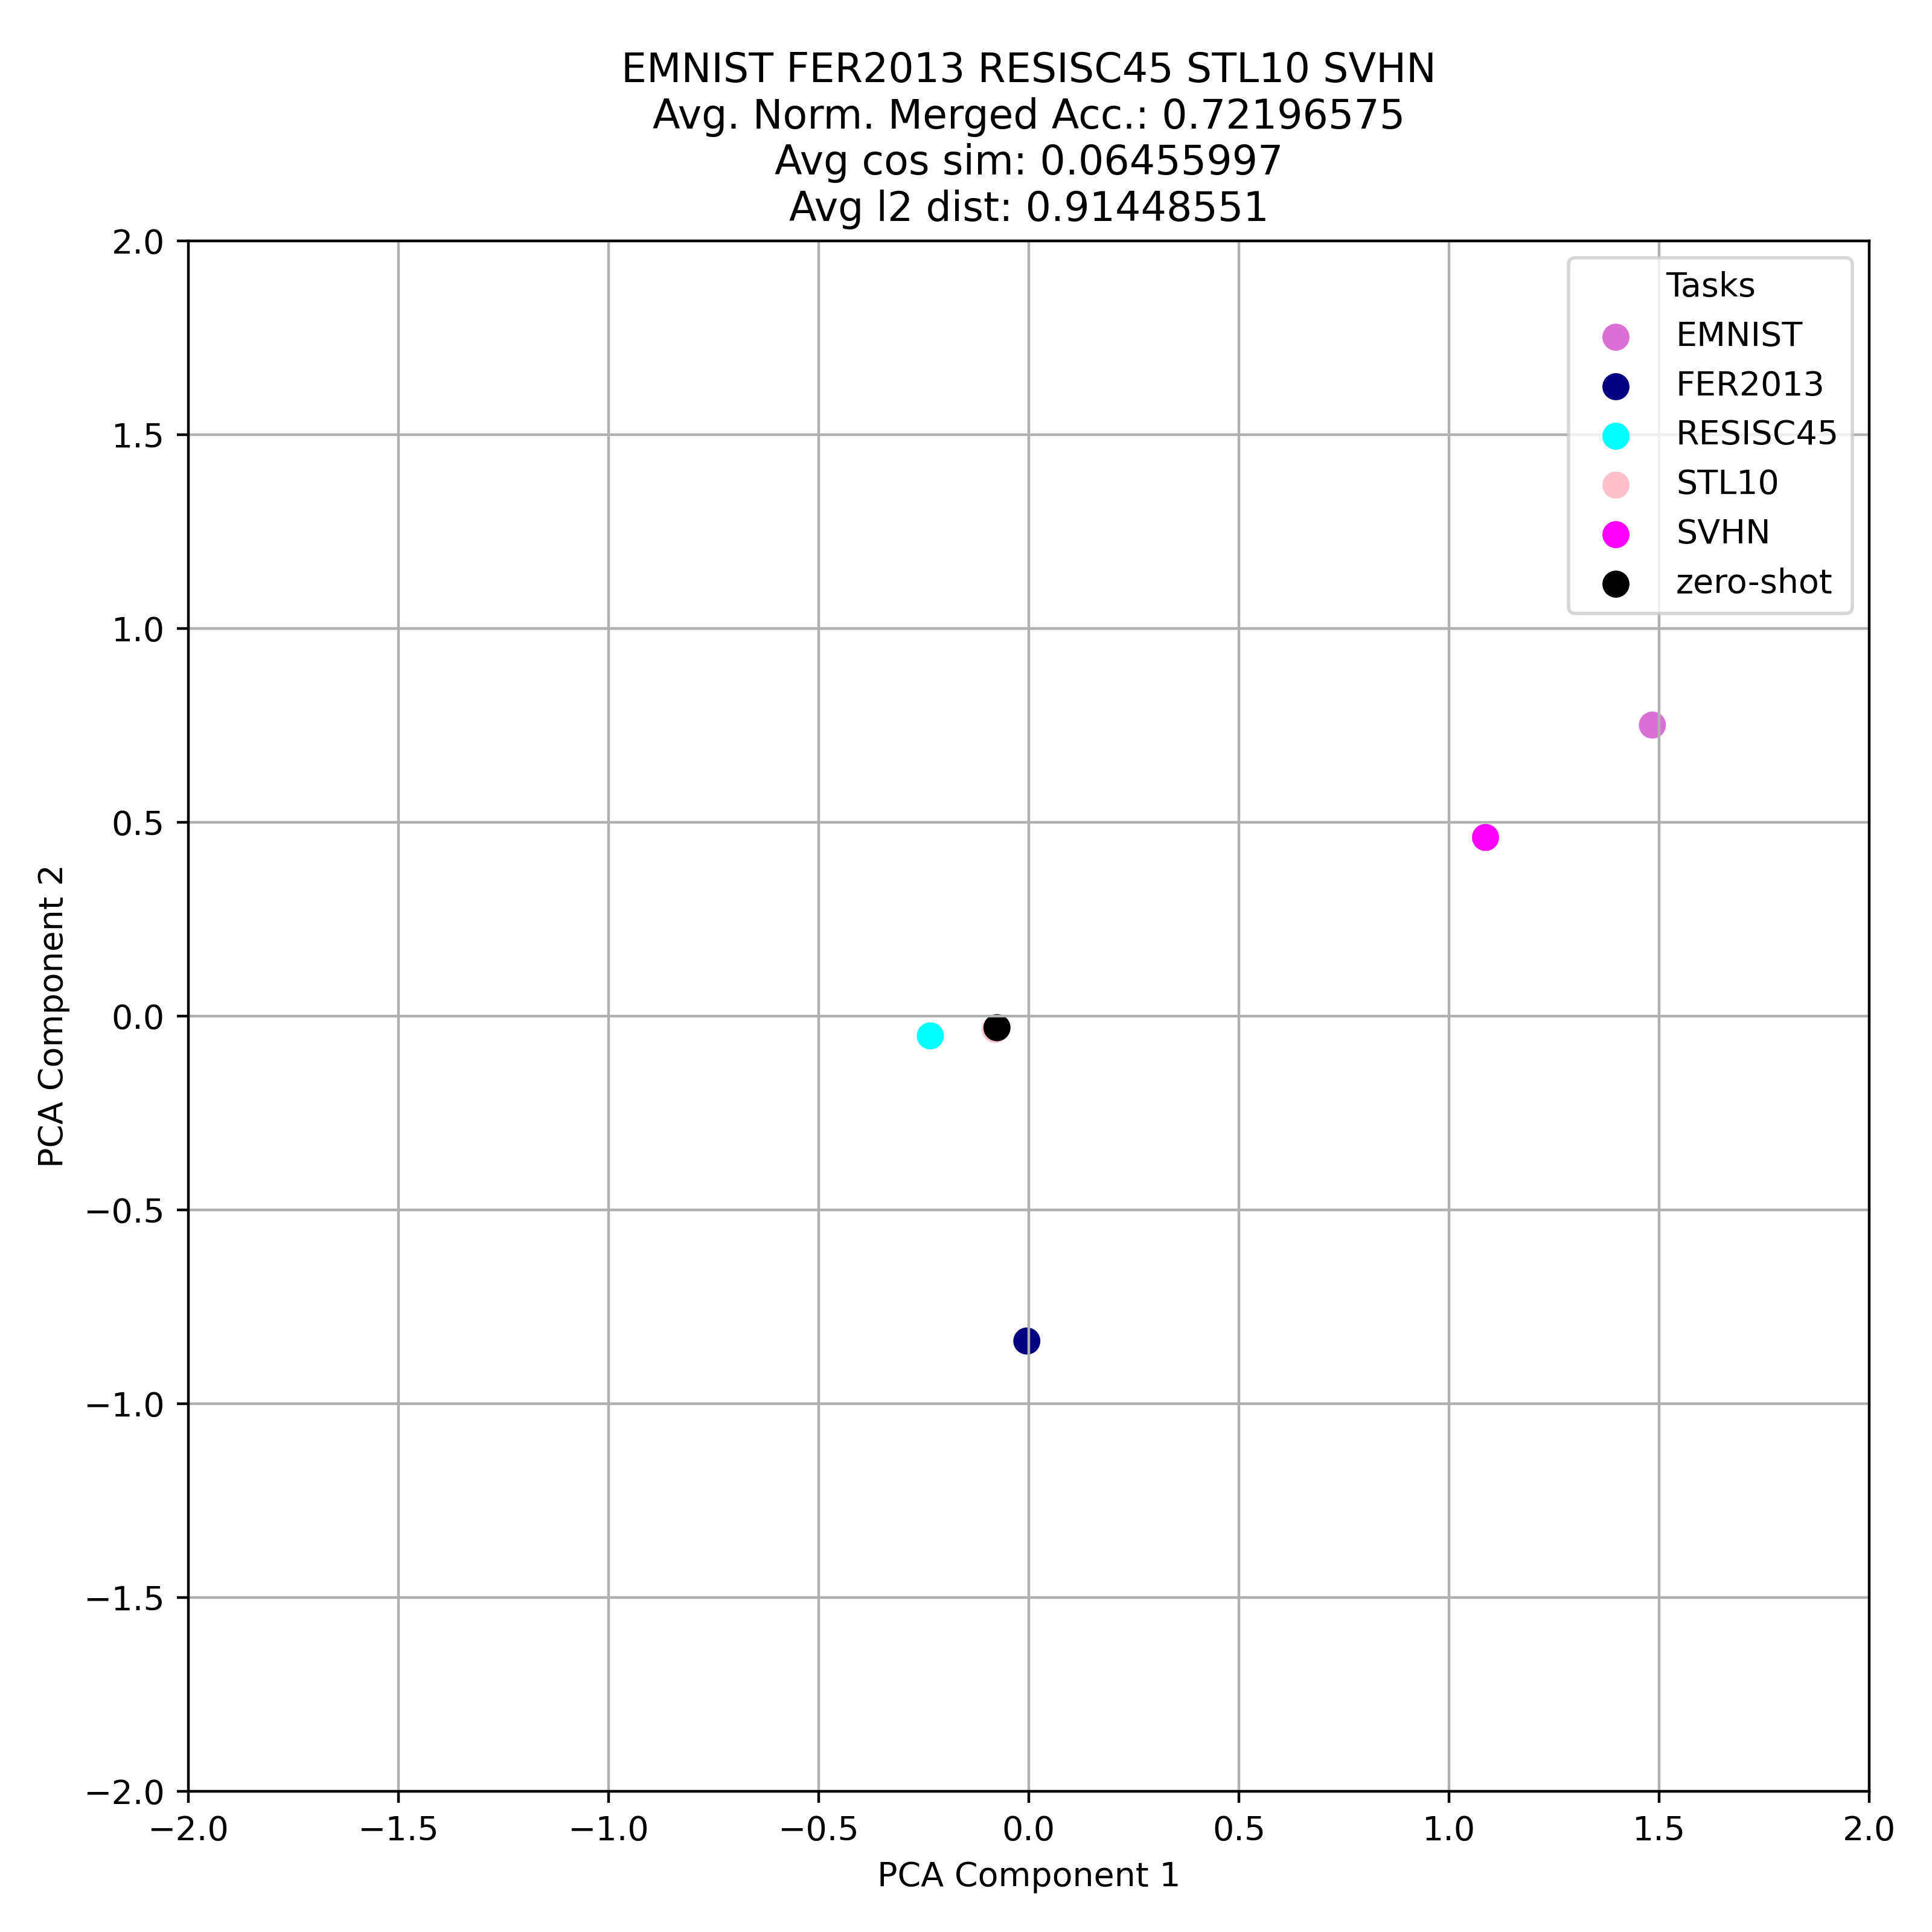 EMNIST FER2013 RESISC45 STL10 SVHN
Avg. Norm. Merged Acc.: 0.72196575
Avg cos sim: 0.06455997
Avg l2 dist: 0.91448551
Tasks
EMNIST
FER2013
RESISC45
STL10
SVHN
zero-shot
2.0
1.5
1.0
0.5
0.0
−0.5
−1.0
−1.5
−2.0
PCA Component 2
−2.0 −1.5 −1.0 −0.5 0.0 0.5 1.0 1.5 2.0
PCA Component 1